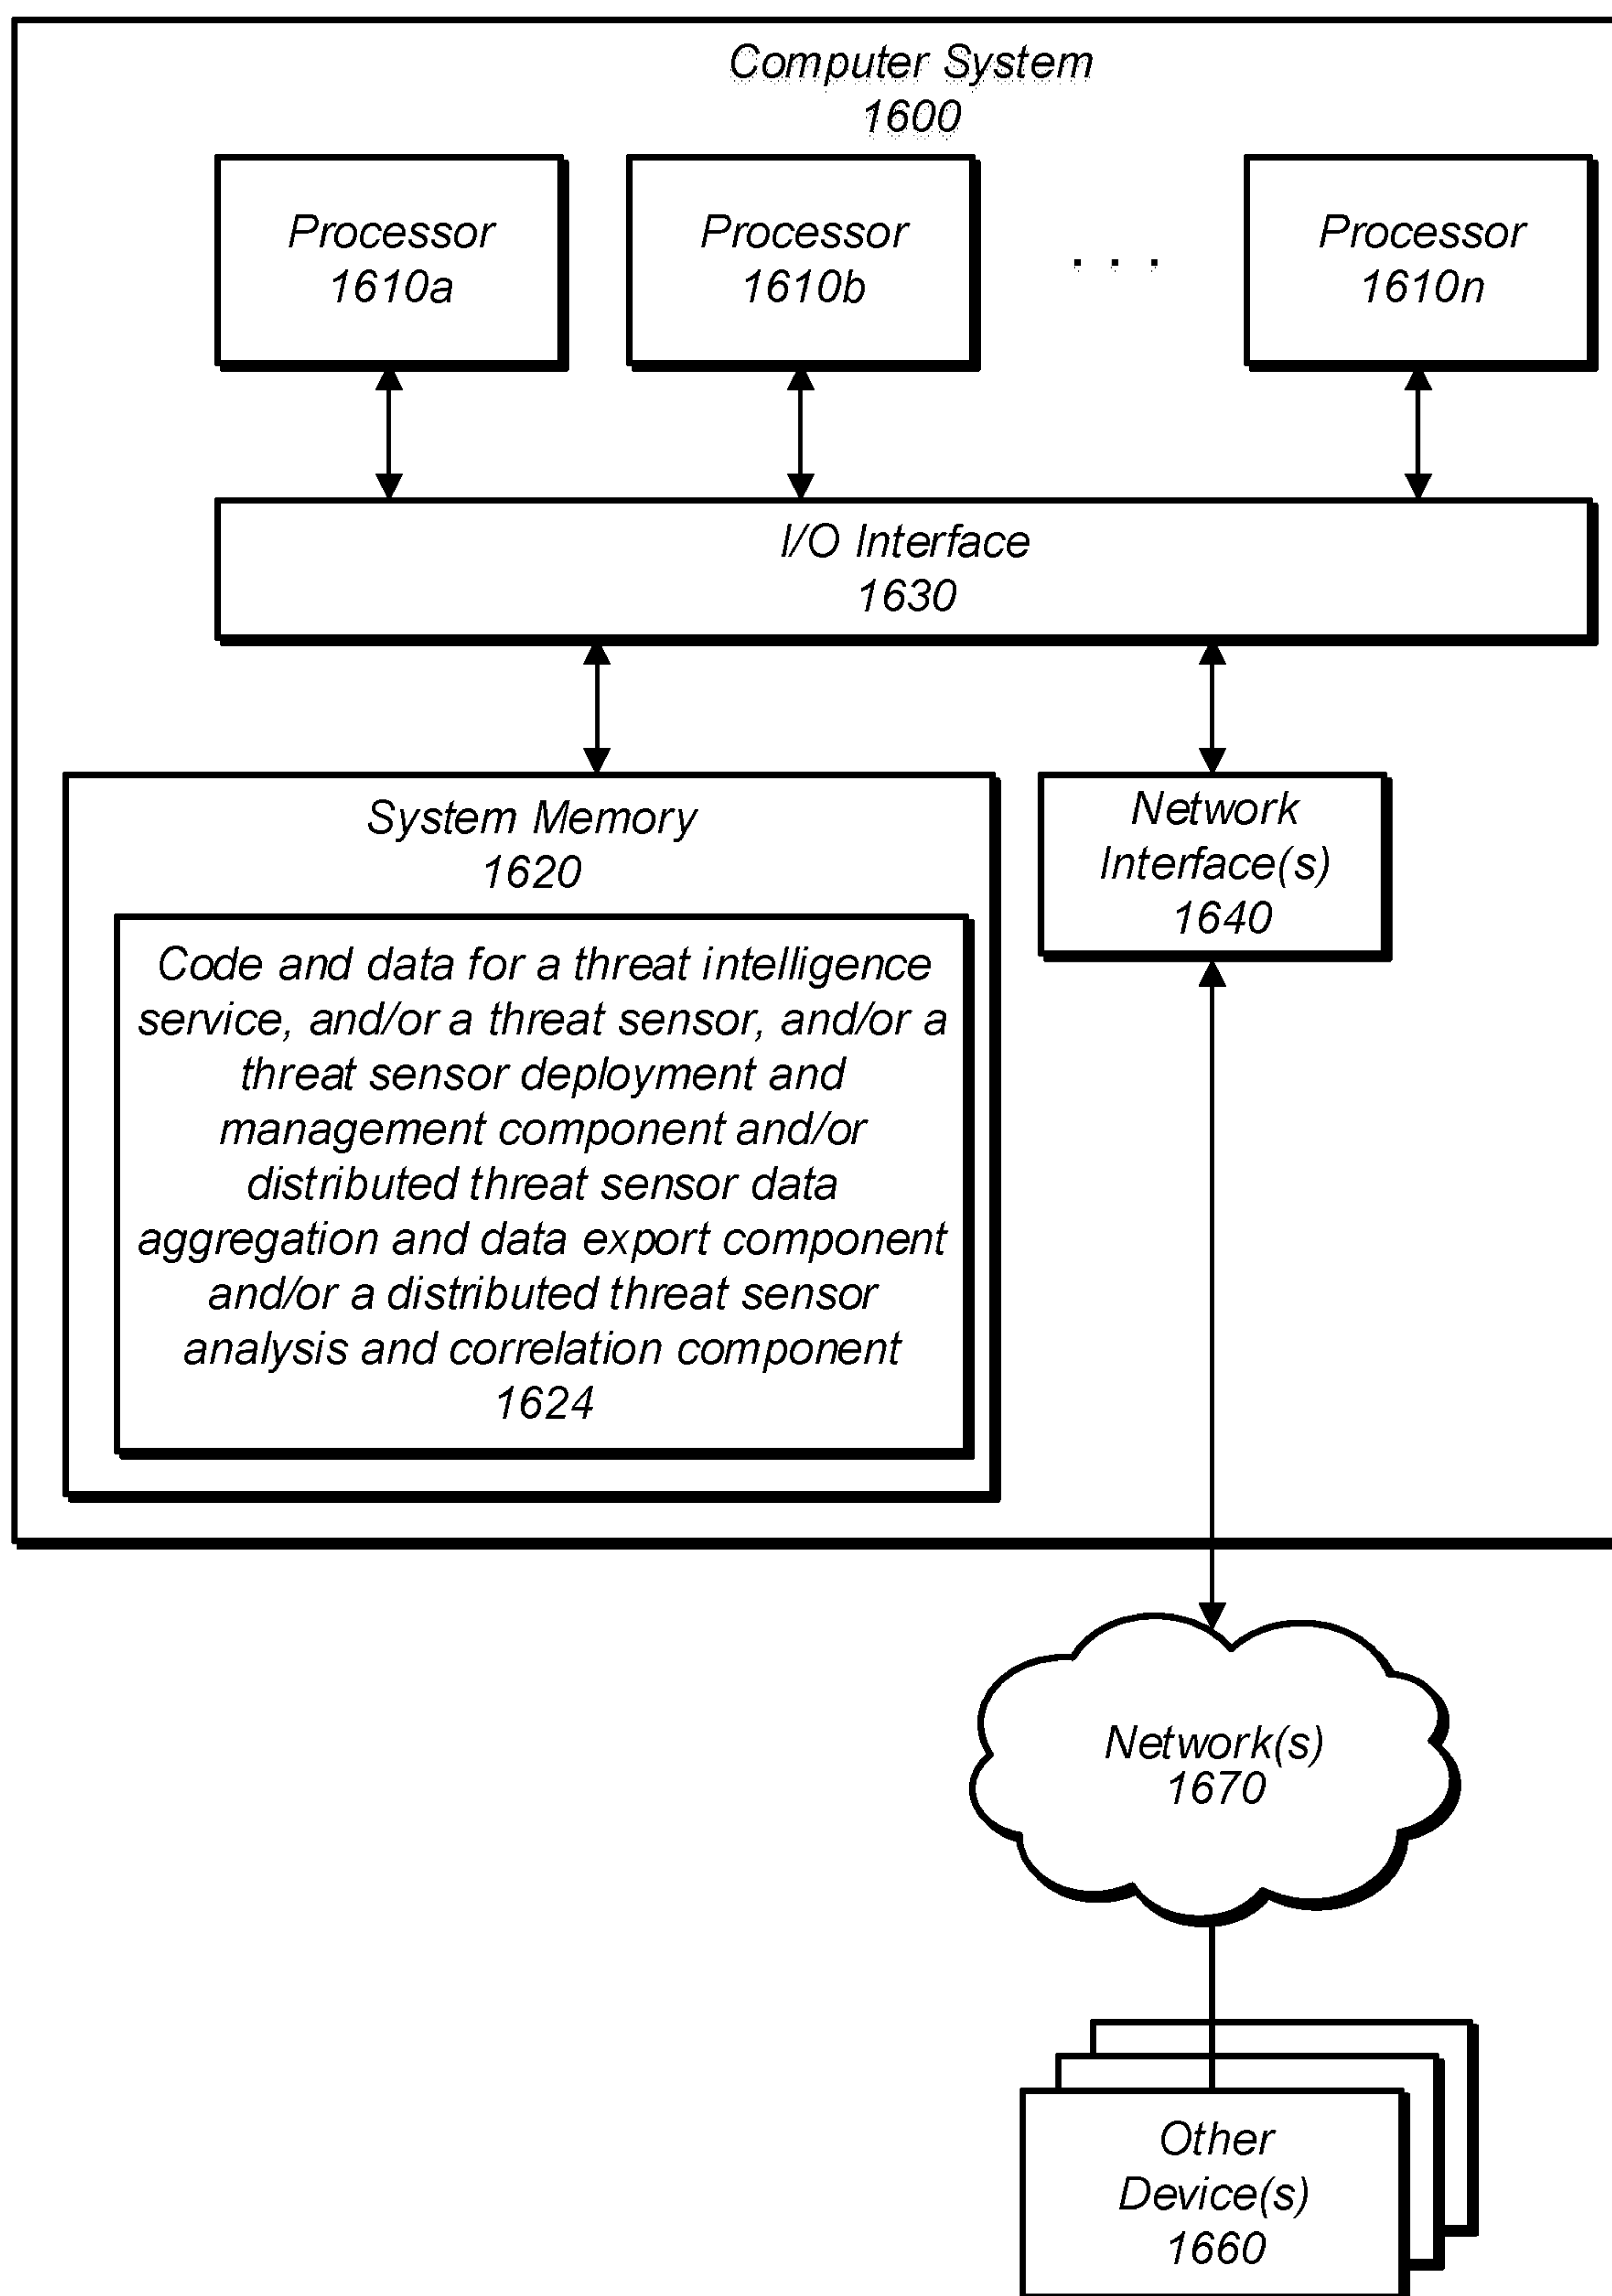 Computer System
1600
Processor
1610a
Processor
1610b
. . .
Processor
1610n
I/O Interface
1630
System Memory
1620
Code and data for a threat intelligence
service, and/or a threat sensor, and/or a
threat sensor deployment and
management component and/or
distributed threat sensor data
aggregation and data export component
and/or a distributed threat sensor
analysis and correlation component
1624
Network
Interface(s)
1640
Network(s)
1670
Other
Device(s)
1660